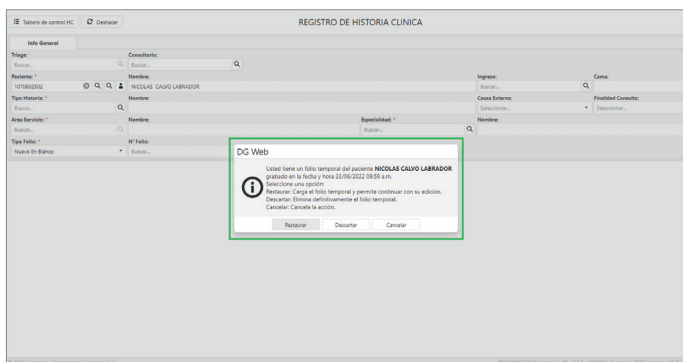 Tablero de control HC Deshacer REGISTRO DE HISTORIA CLINICA
Info General
Triage: Consultorio:
Buscar... Buscar...
Paciente: * Nombre: Ingreso: Cama:
1070602502 NICOLAS CALVO LABRADOR Buscar...
Tipo Historia: * Nombre: Causa Externa: Finalidad Consulta:
Buscar... Seleccionar... Seleccionar...
Area Servicio: * Nombre: Especialidad: * Nombre:
Buscar... Buscar...
Tipo Folio: * N° Folio:
Nuevo En Blanco Buscar...
DG Web
Usted tiene un folio temporal del paciente NICOLAS CALVO LABRADOR
grabado en la fecha y hora 23/06/2022 09:59 a.m.
Seleccione una opción:
Restaurar: Carga el folio temporal y permite continuar con su edición.
Descartar: Elimina definitivamente el folio temporal.
Cancelar: Cancela la acción.
Restaurar Descartar Cancelar